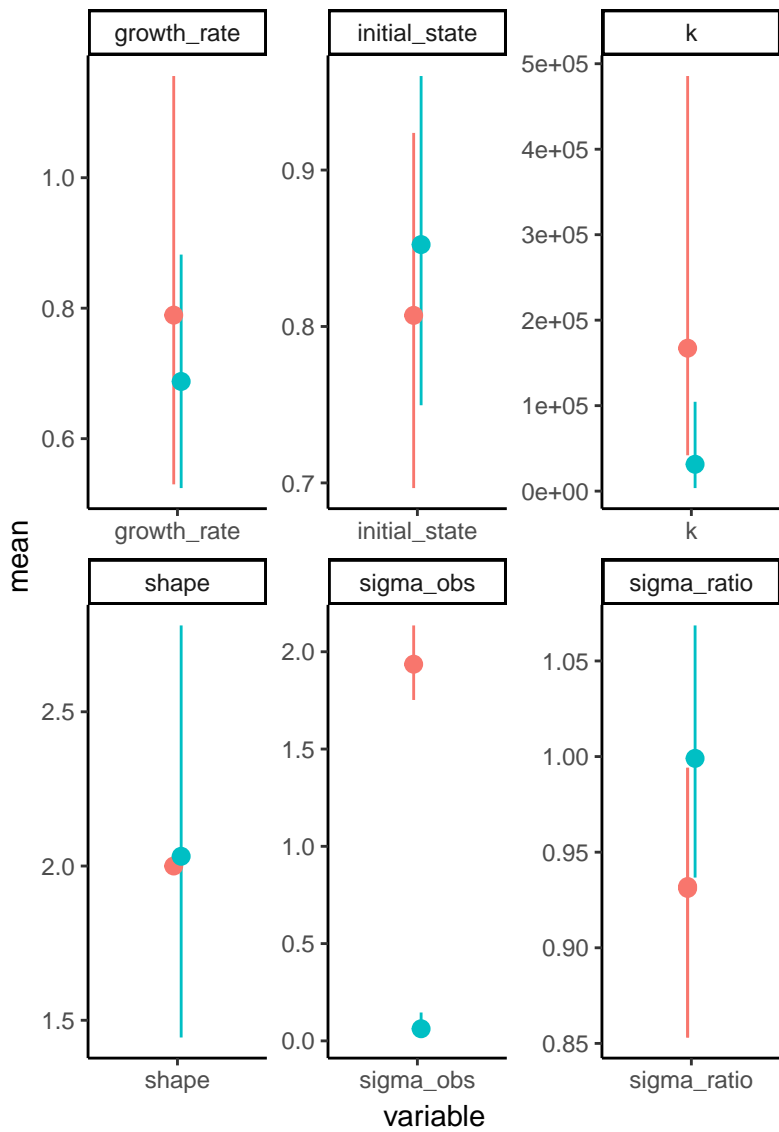 growth_rate initial_state k
1.0
0.8
0.6
0.9
0.8
0.7
5e+05
4e+05
3e+05
2e+05
1e+05
0e+00
growth_rate initial_state k
mean
shape sigma_obs sigma_ratio
2.5
2.0
1.5
2.0
1.5
1.0
0.5
0.0
1.05
1.00
0.95
0.90
0.85
shape sigma_obs sigma_ratio
variable